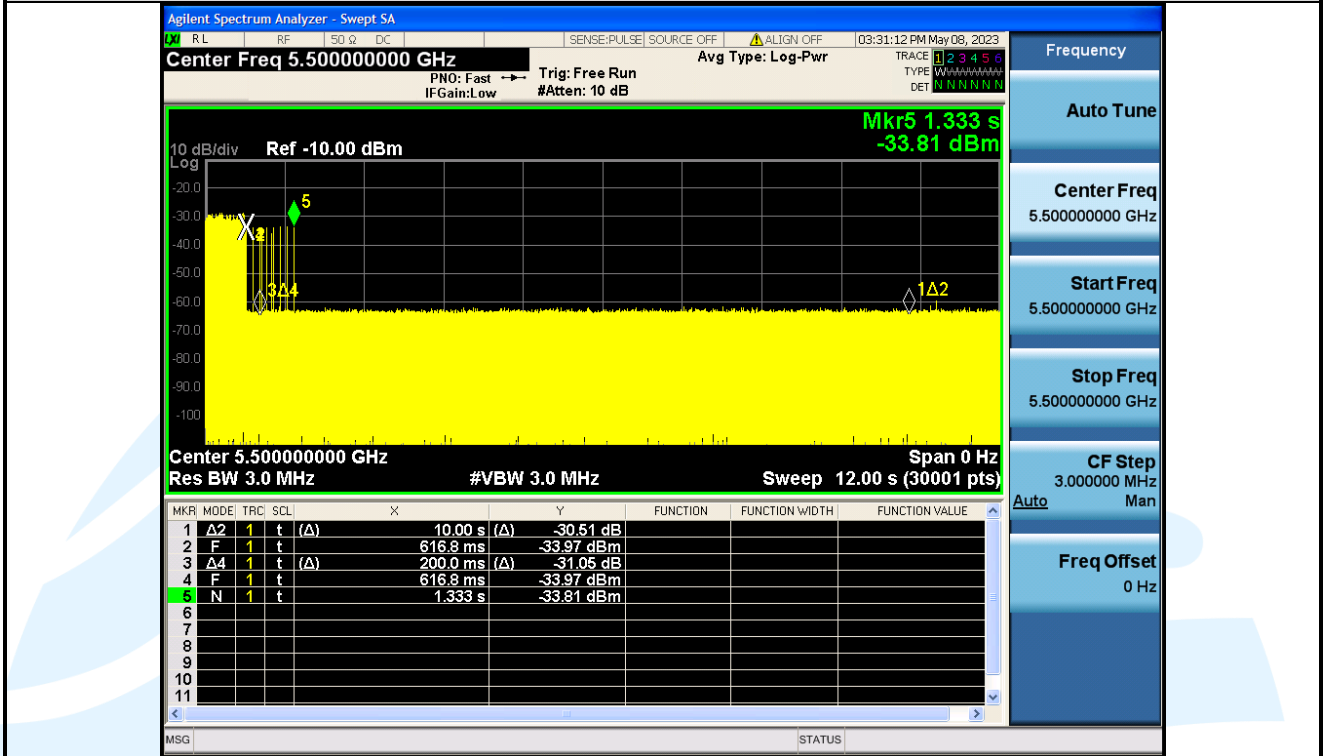 Agilent Spectrum Analyzer - Swept SA
LXI RL RF 50 Ω DC SENSE:PULSE SOURCE OFF ALIGN OFF 03:31:12 PM May 08, 2023
Center Freq 5.500000000 GHz
PNO: Fast
IFGain:Low
Trig: Free Run
#Atten: 10 dB
Avg Type: Log-Pwr
TRACE 1 2 3 4 5 6
TYPE W
DET N N N N N N
Mkr5 1.333 s
-33.81 dBm
10 dB/div Ref -10.00 dBm
Log
-20.0
-30.0
-40.0
-50.0
-60.0
-70.0
-80.0
-90.0
-100
5
3Δ4
1Δ2
Center 5.500000000 GHz Span 0 Hz
Res BW 3.0 MHz #VBW 3.0 MHz Sweep 12.00 s (30001 pts)
MKR MODE TRC SCL X Y FUNCTION FUNCTION WIDTH FUNCTION VALUE
1 Δ2 1 t (Δ) 10.00 s (Δ) -30.51 dB
2 F 1 t 616.8 ms -33.97 dBm
3 Δ4 1 t (Δ) 200.0 ms (Δ) -31.05 dB
4 F 1 t 616.8 ms -33.97 dBm
5 N 1 t 1.333 s -33.81 dBm
6
7
8
9
10
11
MSG STATUS
Frequency
Auto Tune
Center Freq
5.500000000 GHz
Start Freq
5.500000000 GHz
Stop Freq
5.500000000 GHz
CF Step
3.000000 MHz
Auto Man
Freq Offset
0 Hz